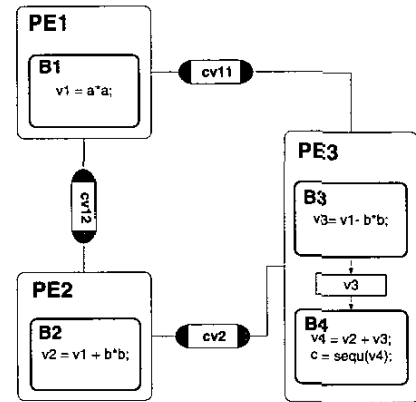 PE1
B1
v1 = a*a;
cv11
cv12
PE2
B2
v2 = v1 + b*b;
cv2
PE3
B3
v3= v1- b*b;
v3
B4
v4 = v2 + v3;
c = sequ(v4);